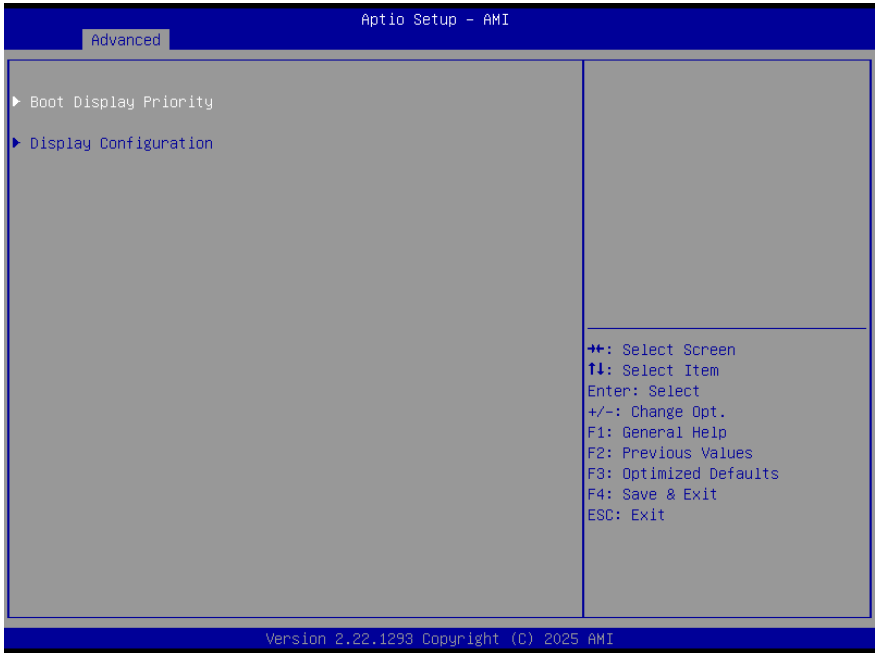 Aptio Setup – AMI
Advanced
▶ Boot Display Priority
▶ Display Configuration
→←: Select Screen
↑↓: Select Item
Enter: Select
+/-: Change Opt.
F1: General Help
F2: Previous Values
F3: Optimized Defaults
F4: Save & Exit
ESC: Exit
Version 2.22.1293 Copyright (C) 2025 AMI